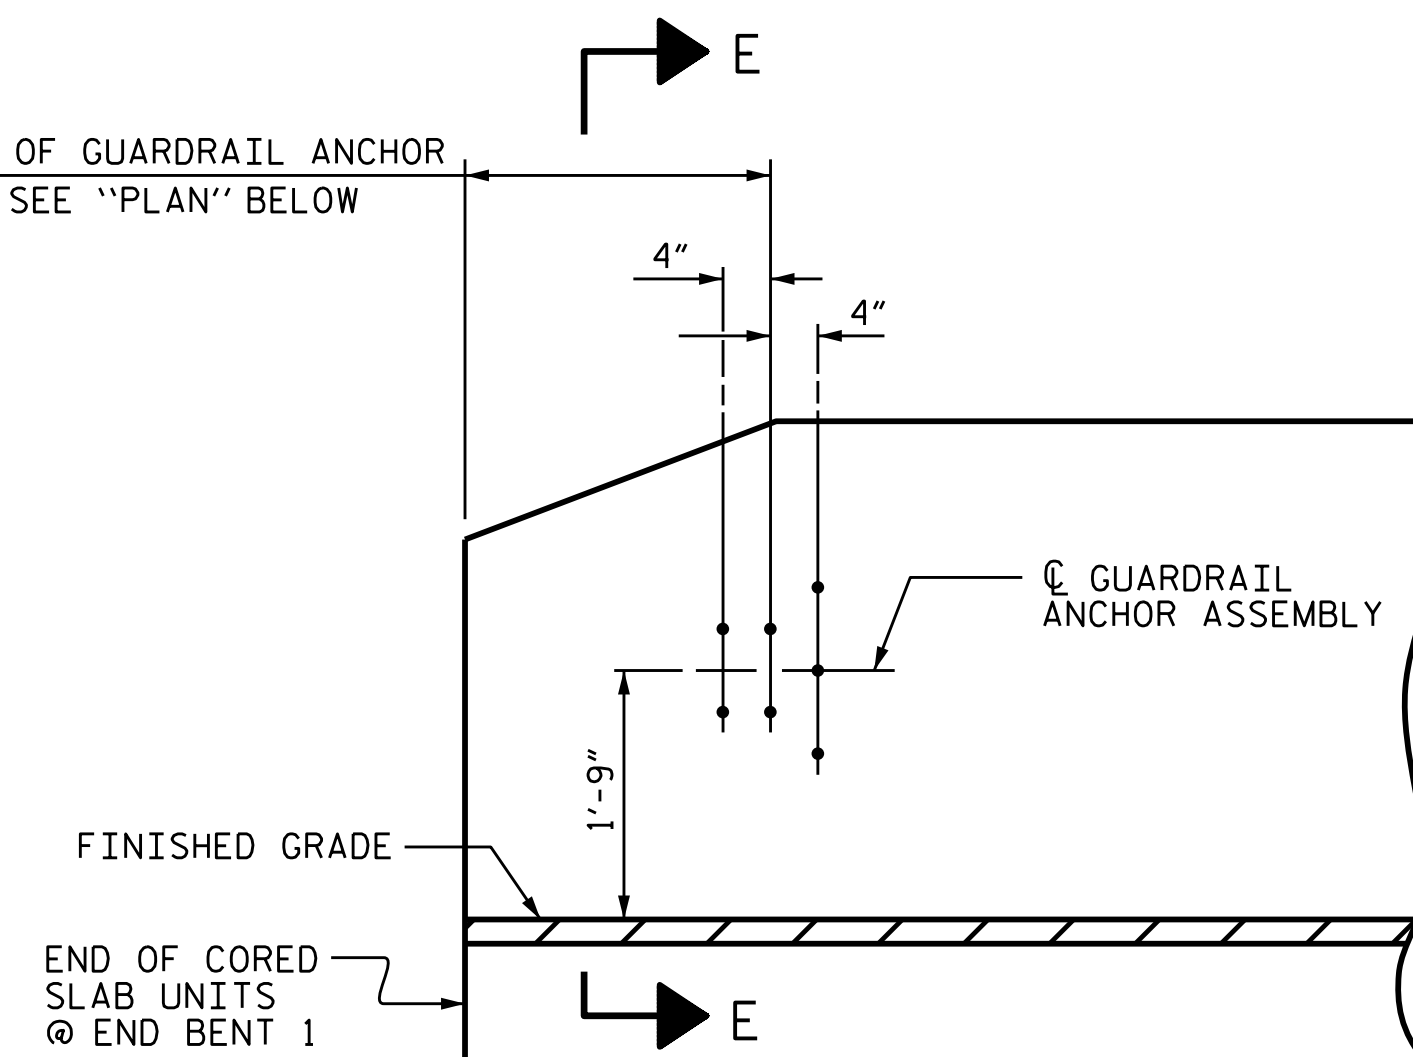 E
OF GUARDRAIL ANCHOR
SEE "PLAN" BELOW
4"
4"
℄ GUARDRAIL
ANCHOR ASSEMBLY
1'-9"
FINISHED GRADE
END OF CORED
SLAB UNITS
@ END BENT 1
E